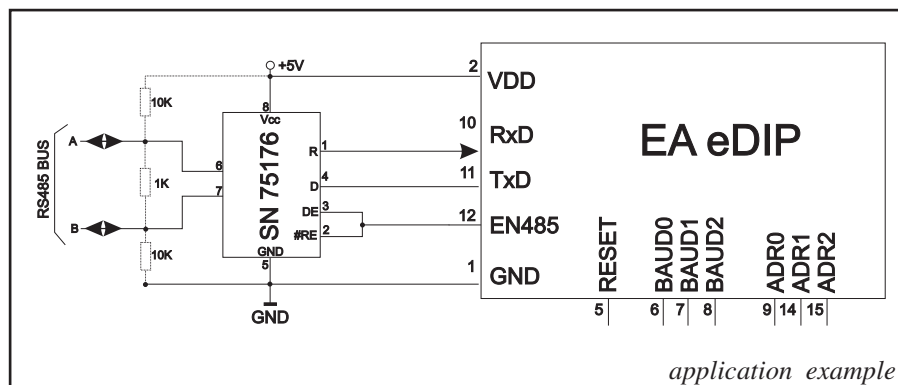 +5V
2
VDD
10K
8
Vcc
10
RxD
EA eDIP
RS485 BUS
A
6
SN 75176
R
1
11
TxD
1K
7
D
4
DE
3
12
EN485
B
#RE
2
10K
GND
5
1
GND
GND
RESET
BAUD0
BAUD1
BAUD2
ADR0
ADR1
ADR2
5
6
7
8
9
14
15
application example